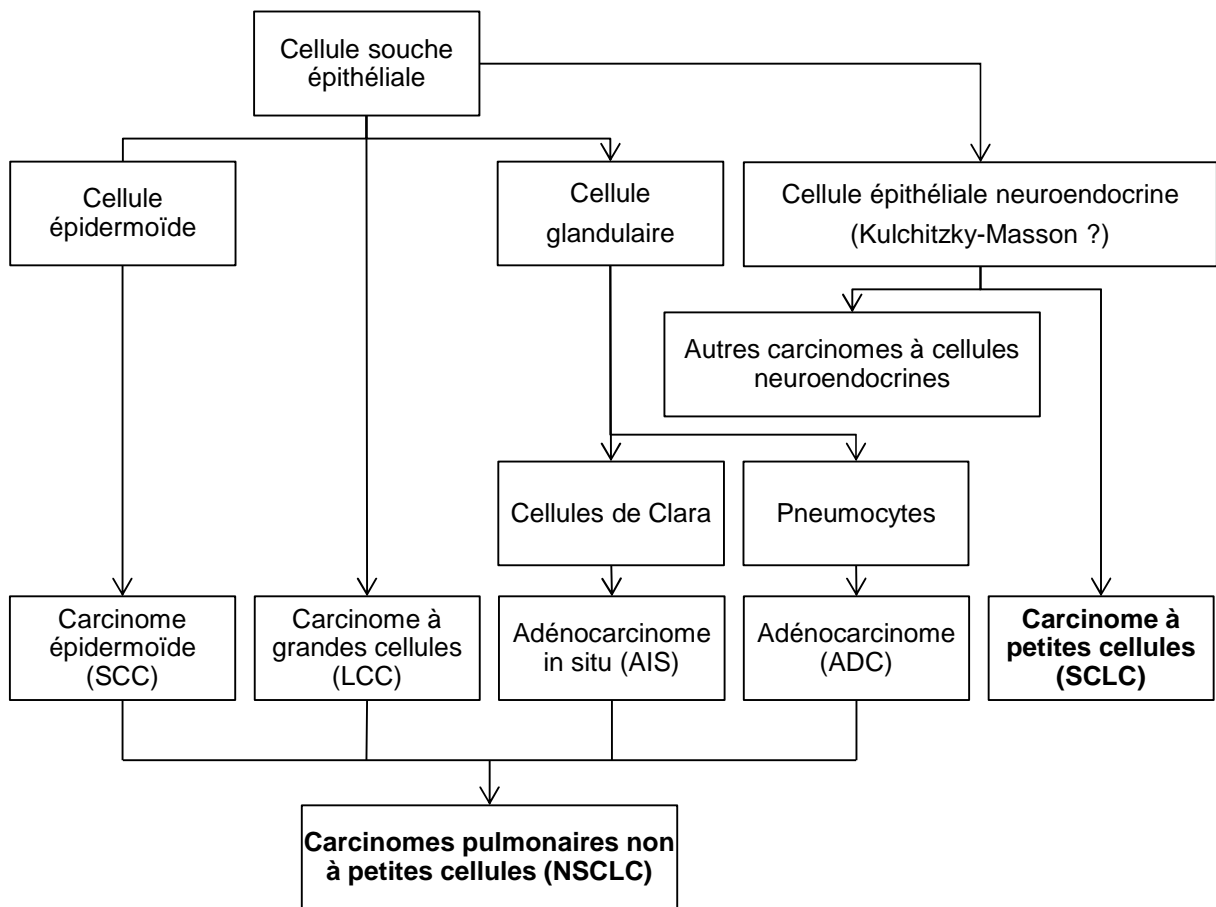 Cellule souche
épithéliale
Cellule
épidermoïde
Cellule
glandulaire
Cellule épithéliale neuroendocrine
(Kulchitzky-Masson ?)
Autres carcinomes à cellules
neuroendocrines
Cellules de Clara
Pneumocytes
Carcinome
épidermoïde
(SCC)
Carcinome à
grandes cellules
(LCC)
Adénocarcinome
in situ (AIS)
Adénocarcinome
(ADC)
Carcinome à
petites cellules
(SCLC)
Carcinomes pulmonaires non
à petites cellules (NSCLC)